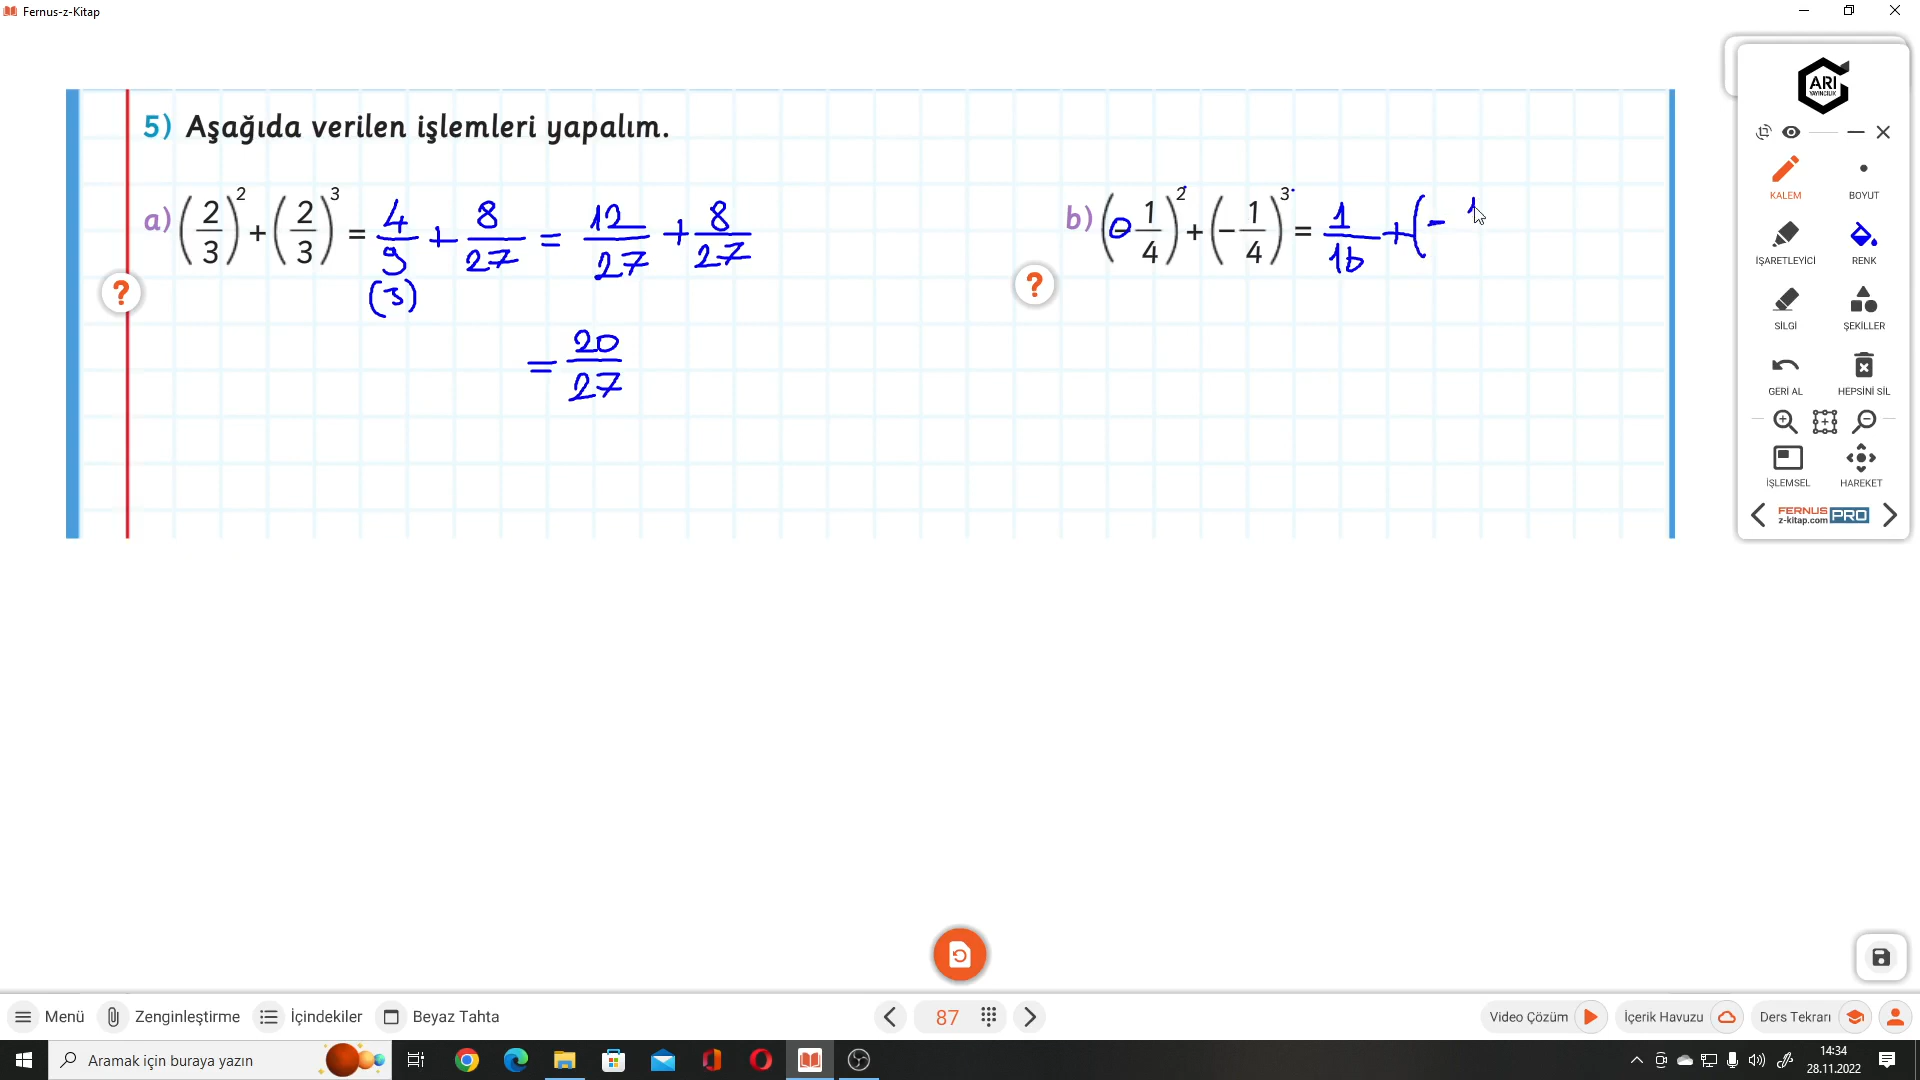 Fernus-z-Kitap
ARI
YAYINCILIK
5) Aşağıda verilen işlemleri yapalım.
a) (2/3)² + (2/3)³ = 4/9 + 8/27 = 12/27 + 8/27
(3)
= 20/27
b) (-1/4)² + (-1/4)³ = 1/16 + (- 1
?
?
KALEM
BOYUT
İŞARETLEYİCİ
RENK
SİLGİ
ŞEKİLLER
GERİ AL
HEPSİNİ SİL
İŞLEMSEL
HAREKET
FERNUS
z-kitap.com PRO
Menü
Zenginleştirme
İçindekiler
Beyaz Tahta
87
Video Çözüm
İçerik Havuzu
Ders Tekrarı
Aramak için buraya yazın
14:34
28.11.2022